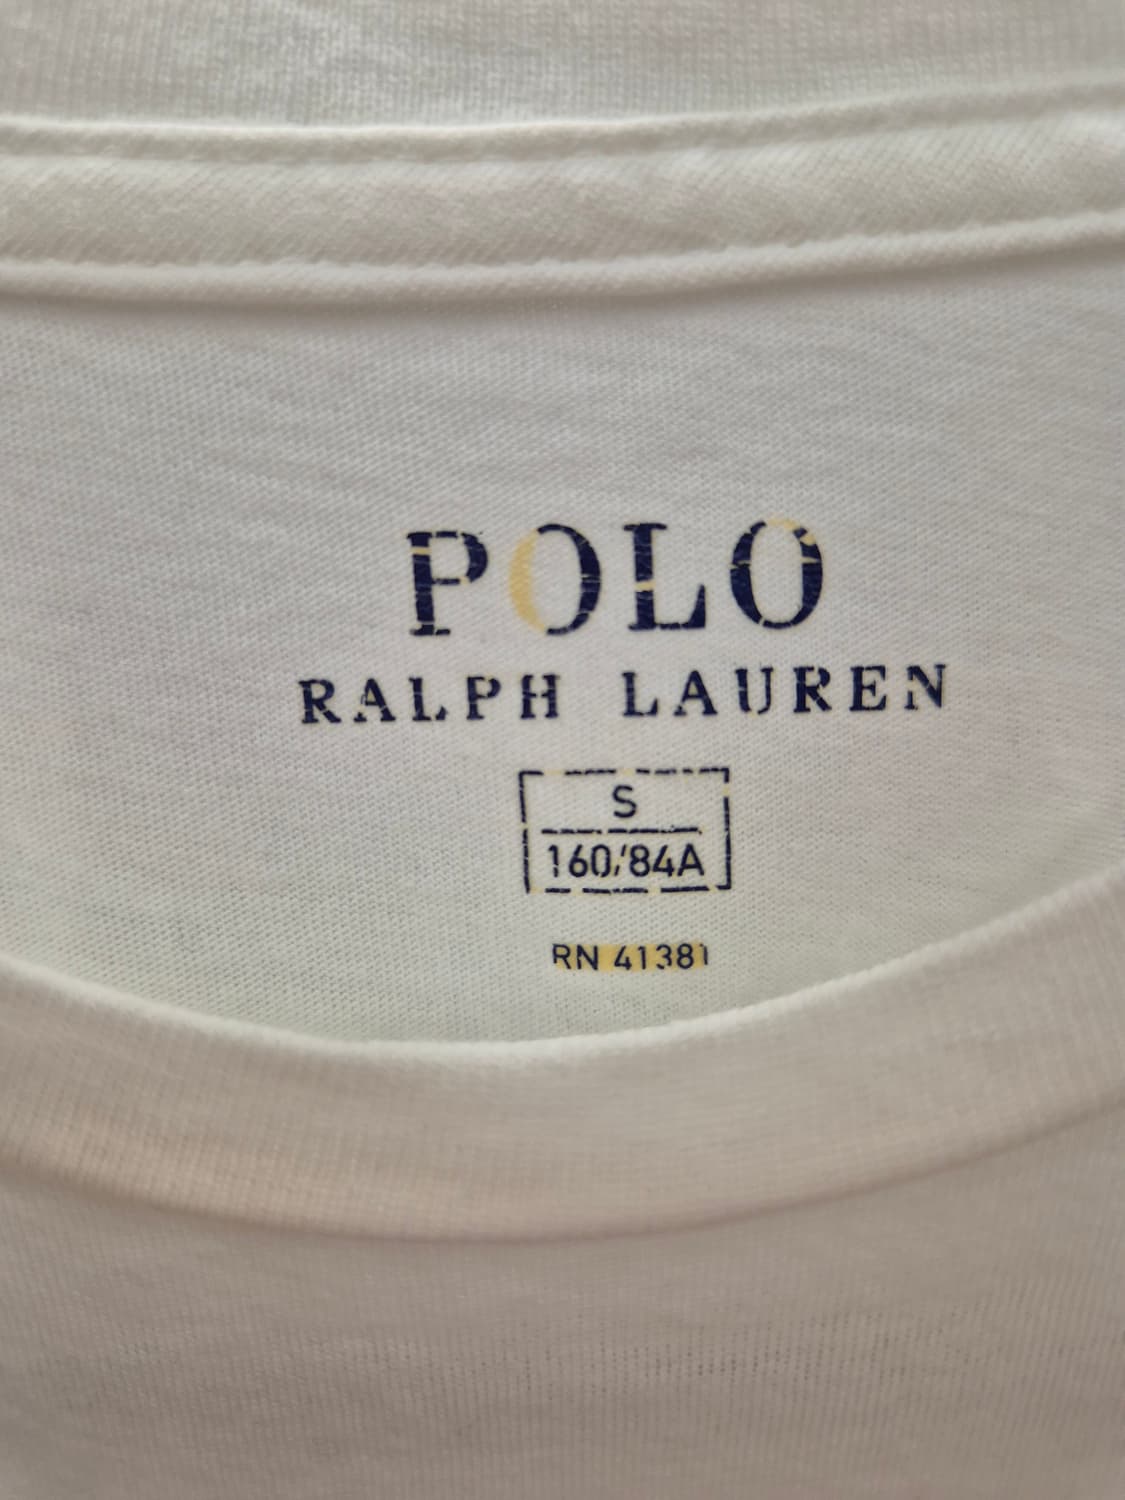 POLO
RALPH LAUREN
S
160/84A
RN 41381